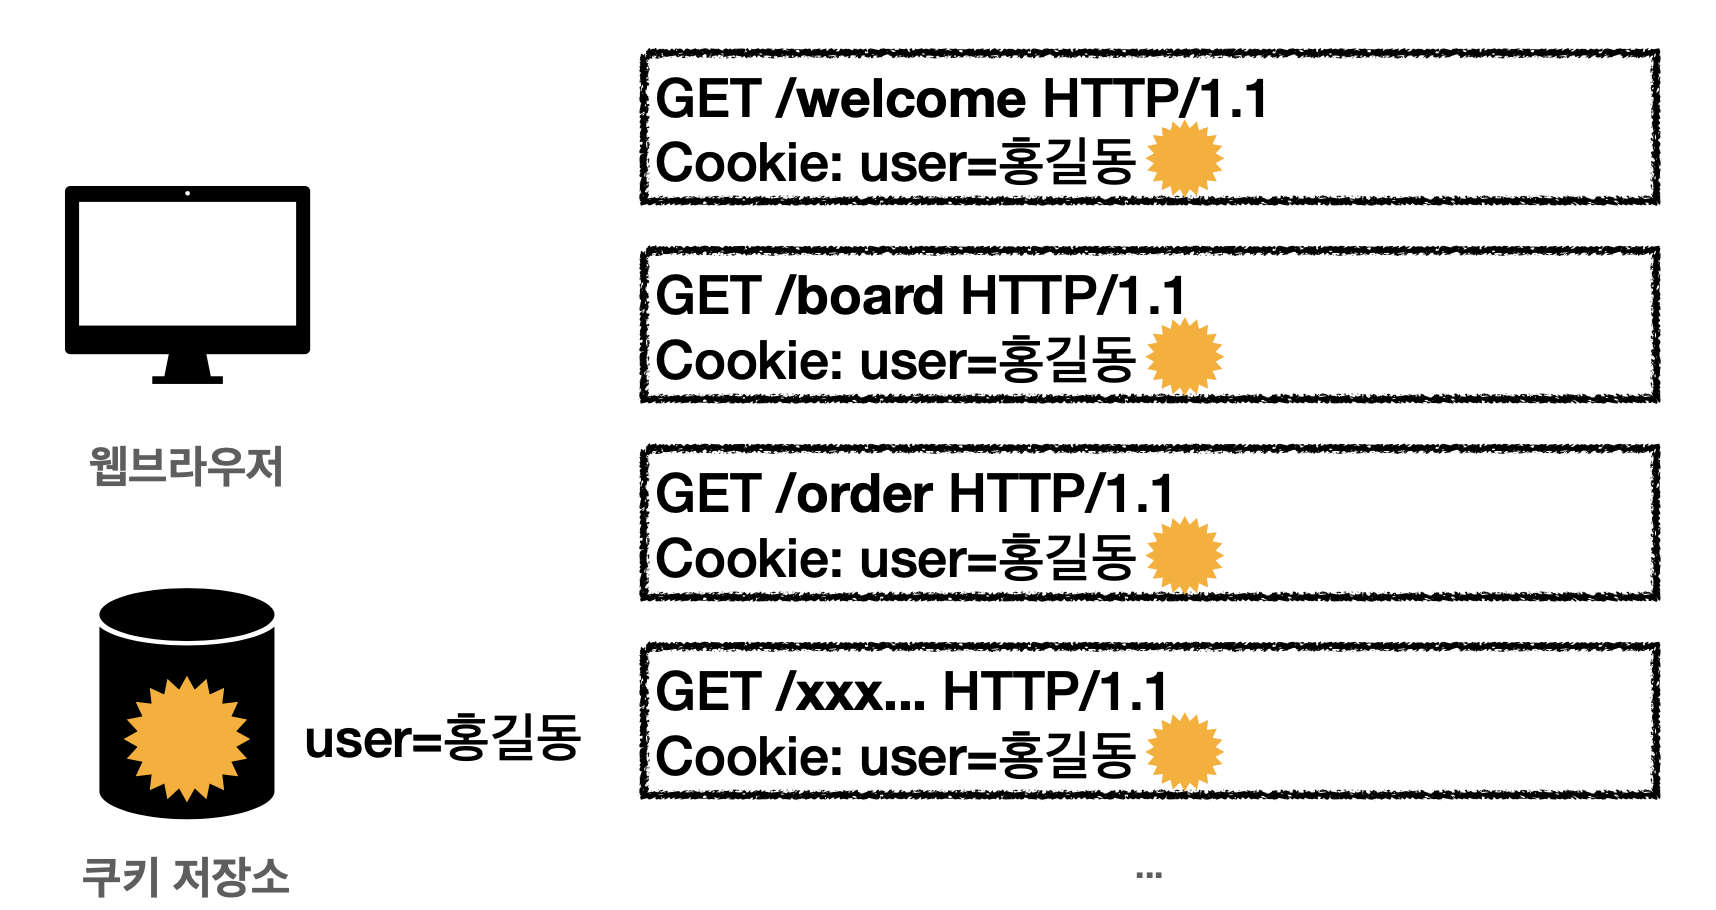 GET /welcome HTTP/1.1
Cookie: user=홍길동
GET /board HTTP/1.1
Cookie: user=홍길동
웹브라우저
GET /order HTTP/1.1
Cookie: user=홍길동
GET /xxx... HTTP/1.1
Cookie: user=홍길동
user=홍길동
쿠키 저장소
...